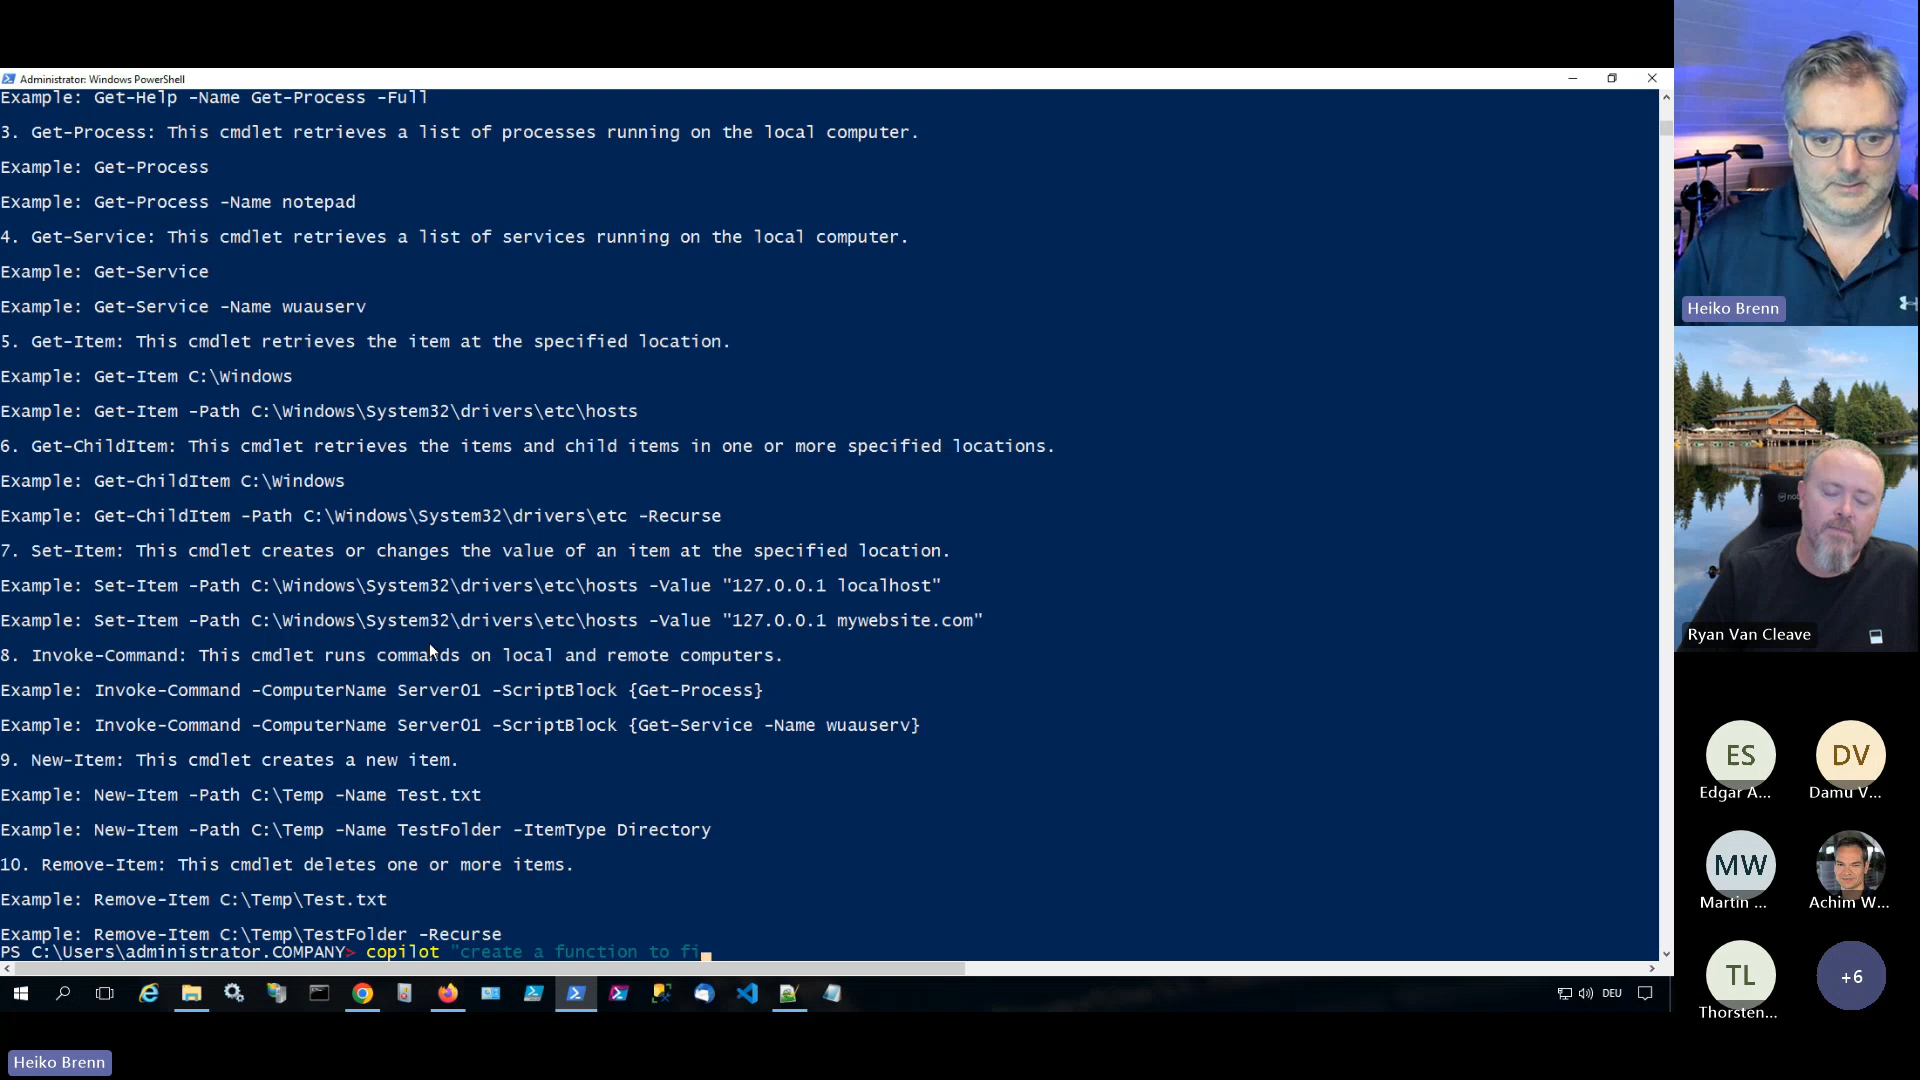 Administrator: Windows PowerShell
Example: Get-Help -Name Get-Process -Full
3. Get-Process: This cmdlet retrieves a list of processes running on the local computer.
Example: Get-Process
Example: Get-Process -Name notepad
4. Get-Service: This cmdlet retrieves a list of services running on the local computer.
Example: Get-Service
Example: Get-Service -Name wuauserv
5. Get-Item: This cmdlet retrieves the item at the specified location.
Example: Get-Item C:\Windows
Example: Get-Item -Path C:\Windows\System32\drivers\etc\hosts
6. Get-ChildItem: This cmdlet retrieves the items and child items in one or more specified locations.
Example: Get-ChildItem C:\Windows
Example: Get-ChildItem -Path C:\Windows\System32\drivers\etc -Recurse
7. Set-Item: This cmdlet creates or changes the value of an item at the specified location.
Example: Set-Item -Path C:\Windows\System32\drivers\etc\hosts -Value "127.0.0.1 localhost"
Example: Set-Item -Path C:\Windows\System32\drivers\etc\hosts -Value "127.0.0.1 mywebsite.com"
8. Invoke-Command: This cmdlet runs commands on local and remote computers.
Example: Invoke-Command -ComputerName Server01 -ScriptBlock {Get-Process}
Example: Invoke-Command -ComputerName Server01 -ScriptBlock {Get-Service -Name wuauserv}
9. New-Item: This cmdlet creates a new item.
Example: New-Item -Path C:\Temp -Name Test.txt
Example: New-Item -Path C:\Temp -Name TestFolder -ItemType Directory
10. Remove-Item: This cmdlet deletes one or more items.
Example: Remove-Item C:\Temp\Test.txt
Example: Remove-Item C:\Temp\TestFolder -Recurse
PS C:\Users\administrator.COMPANY> copilot "create a function to fi
DEU
Heiko Brenn
Heiko Brenn
Ryan Van Cleave
ES
Edgar A...
DV
Damu V...
MW
Martin ...
Achim W...
TL
Thorsten...
+6